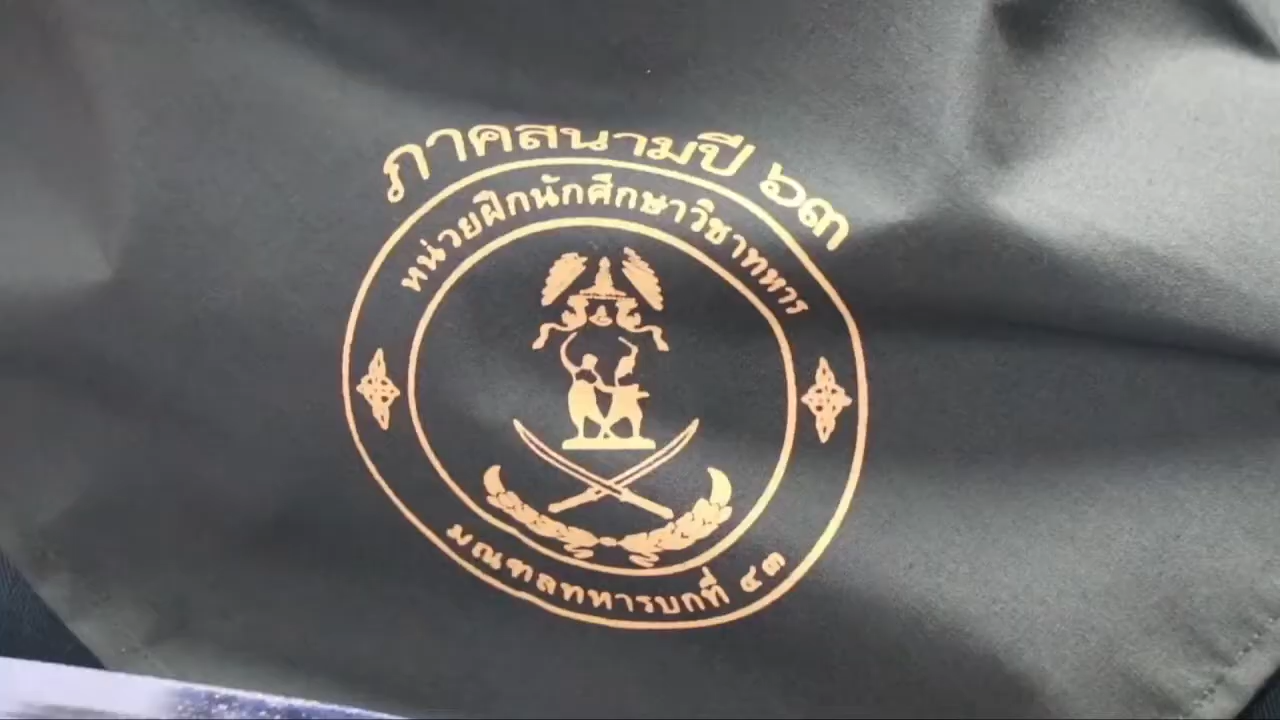 ภาคสนามปี ๖๓
หน่วยฝึกนักศึกษาวิชาทหาร
มณฑลทหารบกที่ ๔๓